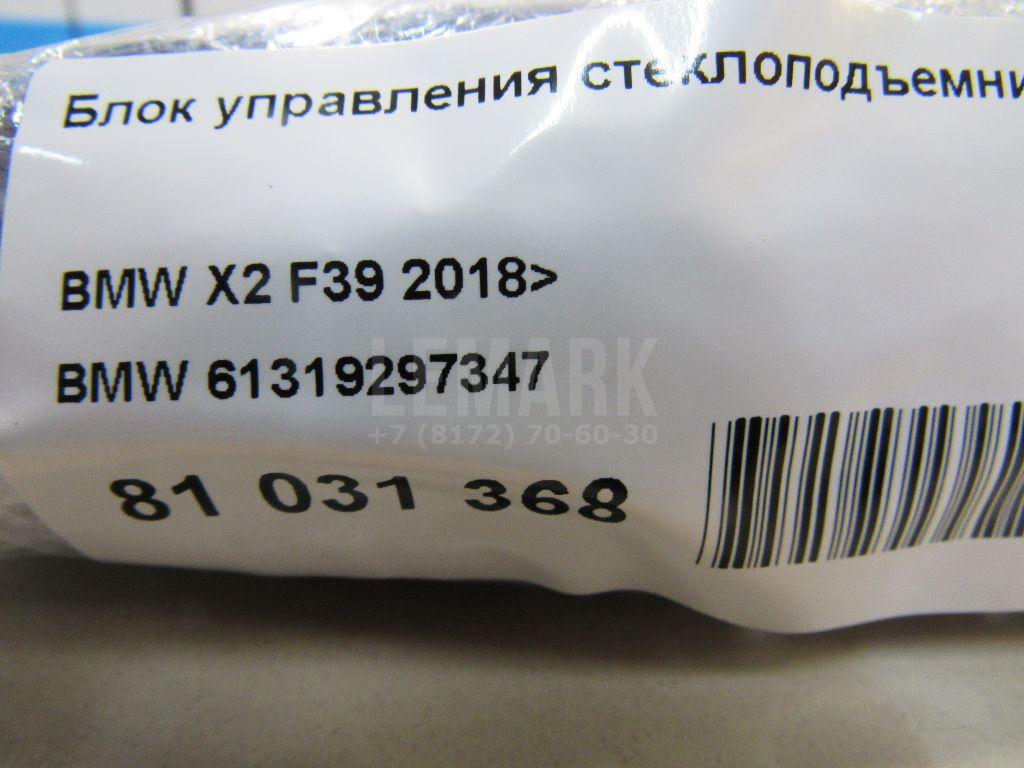 Блок управления стеклоподъемни
BMW X2 F39 2018>
BMW 61319297347
LEMARK
+7 (8172) 70-60-30
81 031 368